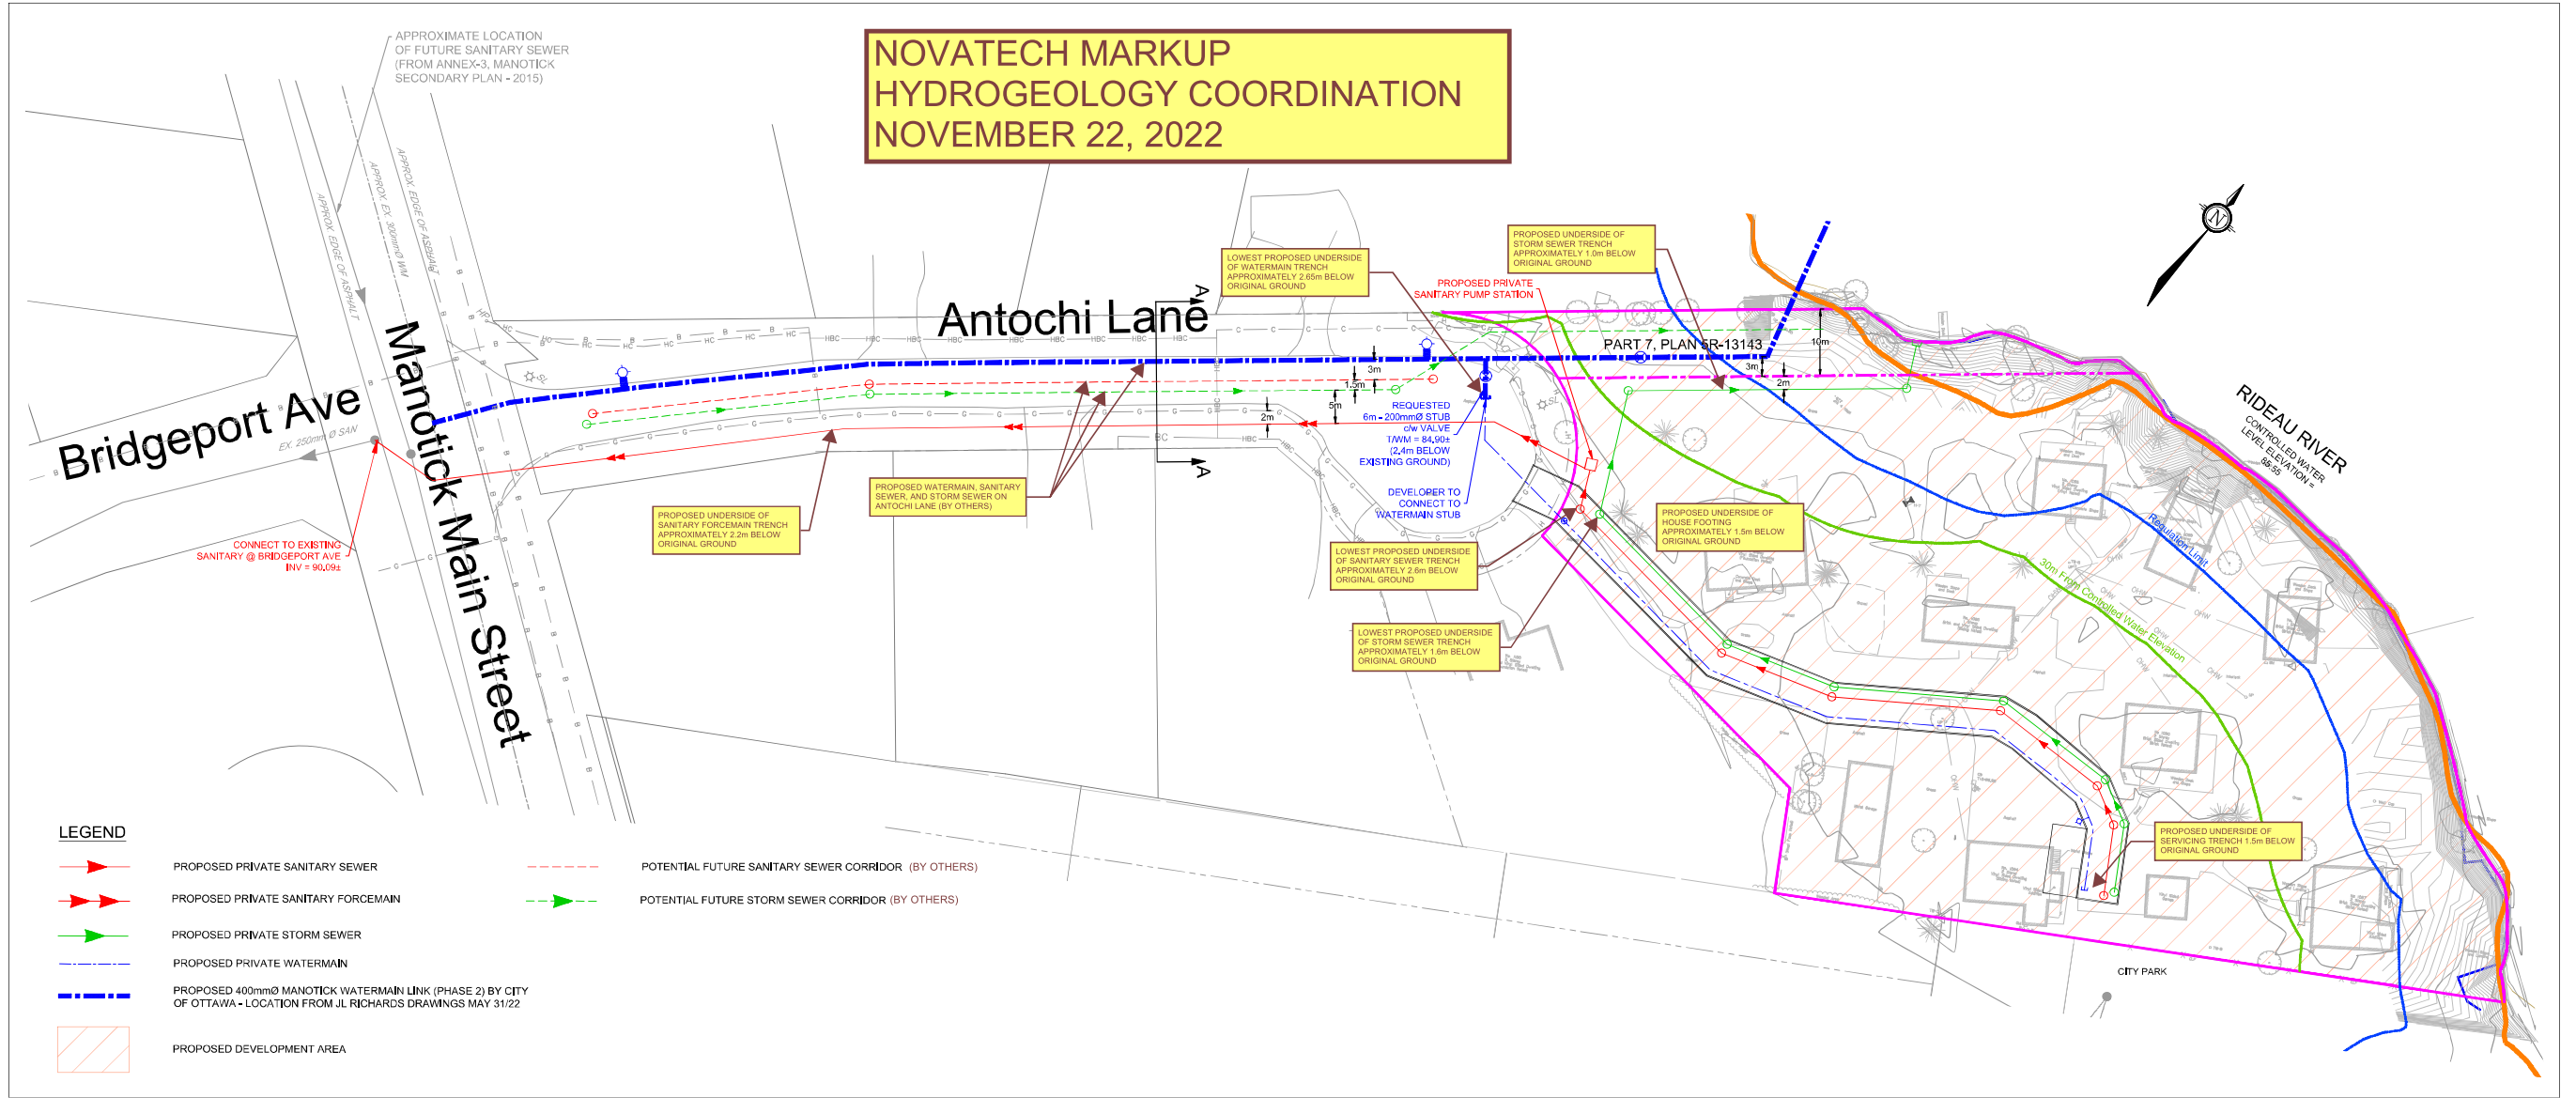 APPROXIMATE LOCATION
OF FUTURE SANITARY SEWER
(FROM ANNEX-3, MANOTICK
SECONDARY PLAN - 2015)
NOVATECH MARKUP
HYDROGEOLOGY COORDINATION
NOVEMBER 22, 2022
APPROX. EDGE OF ASPHALT
APPROX. EX. 300mmØ WM
APPROX. EDGE OF ASPHALT
Bridgeport Ave
EX. 250mm Ø SAN
Manotick Main Street
Antochi Lane
A
A
LOWEST PROPOSED UNDERSIDE
OF WATERMAIN TRENCH
APPROXIMATELY 2.65m BELOW
ORIGINAL GROUND
PROPOSED UNDERSIDE OF
STORM SEWER TRENCH
APPROXIMATELY 1.0m BELOW
ORIGINAL GROUND
PROPOSED PRIVATE
SANITARY PUMP STATION
PART 7, PLAN 5R-13143
10m
3m
2m
3m
1.5m
5m
2m
N
RIDEAU RIVER
CONTROLLED WATER
LEVEL ELEVATION =
85.55
REQUESTED
6m - 200mmØ STUB
c/w VALVE
T/WM = 84.90±
(2.4m BELOW
EXISTING GROUND)
DEVELOPER TO
CONNECT TO
WATERMAIN STUB
PROPOSED WATERMAIN, SANITARY
SEWER, AND STORM SEWER ON
ANTOCHI LANE (BY OTHERS)
PROPOSED UNDERSIDE OF
SANITARY FORCEMAIN TRENCH
APPROXIMATELY 2.2m BELOW
ORIGINAL GROUND
CONNECT TO EXISTING
SANITARY @ BRIDGEPORT AVE
INV = 90.09±
PROPOSED UNDERSIDE OF
HOUSE FOOTING
APPROXIMATELY 1.5m BELOW
ORIGINAL GROUND
LOWEST PROPOSED UNDERSIDE
OF SANITARY SEWER TRENCH
APPROXIMATELY 2.6m BELOW
ORIGINAL GROUND
LOWEST PROPOSED UNDERSIDE
OF STORM SEWER TRENCH
APPROXIMATELY 1.6m BELOW
ORIGINAL GROUND
Regulation Limit
30m From Controlled Water Elevation
PROPOSED UNDERSIDE OF
SERVICING TRENCH 1.5m BELOW
ORIGINAL GROUND
CITY PARK
LEGEND
PROPOSED PRIVATE SANITARY SEWER
PROPOSED PRIVATE SANITARY FORCEMAIN
PROPOSED PRIVATE STORM SEWER
PROPOSED PRIVATE WATERMAIN
PROPOSED 400mmØ MANOTICK WATERMAIN LINK (PHASE 2) BY CITY
OF OTTAWA - LOCATION FROM JL RICHARDS DRAWINGS MAY 31/22
PROPOSED DEVELOPMENT AREA
POTENTIAL FUTURE SANITARY SEWER CORRIDOR (BY OTHERS)
POTENTIAL FUTURE STORM SEWER CORRIDOR (BY OTHERS)